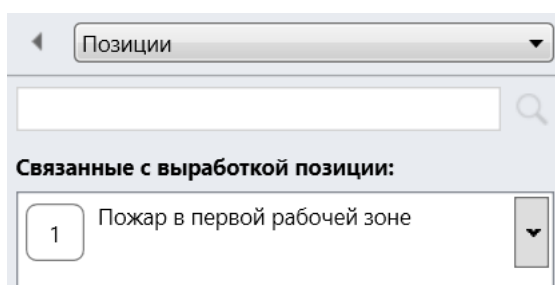 Позиции
Связанные с выработкой позиции:
1 Пожар в первой рабочей зоне